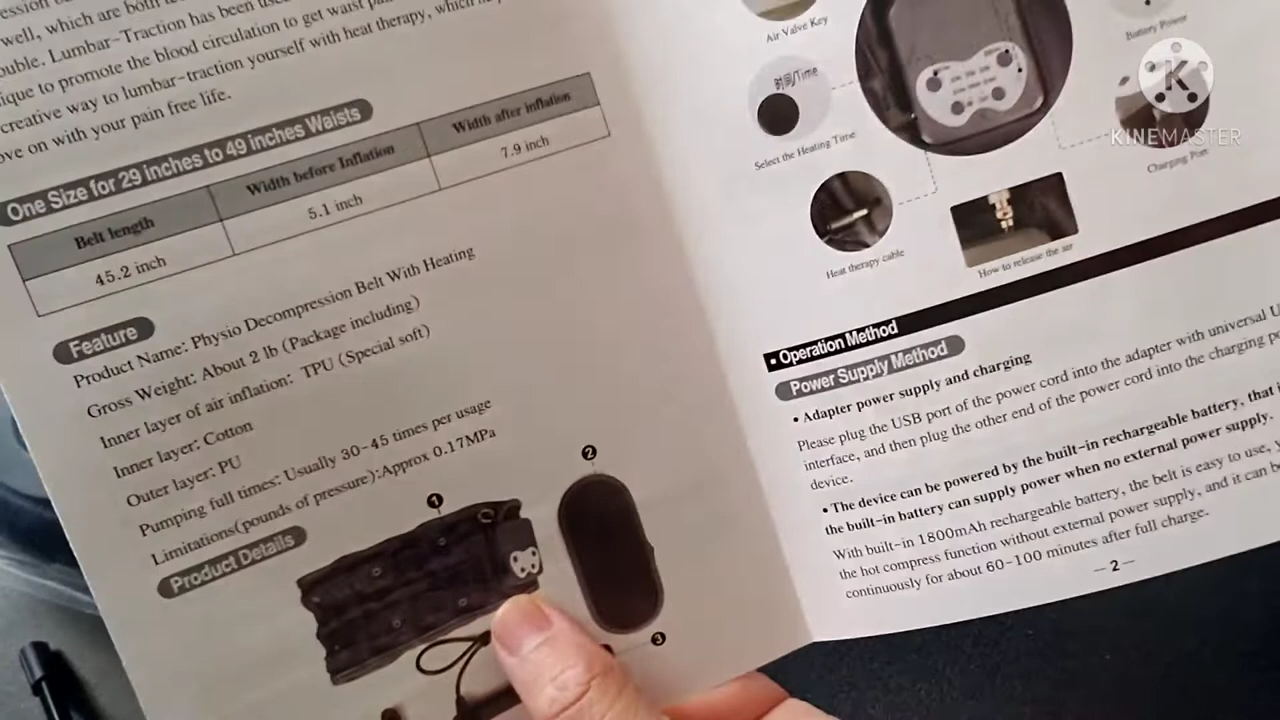 well, which are both
ouble. Lumbar-Traction has been
ique to promote the blood circulation to get waist
creative way to lumbar-traction yourself with heat therapy, which
ove on with your pain free life.
One Size for 29 inches to 49 inches Waists
Belt length Width before Inflation Width after inflation
45.2 inch 5.1 inch 7.9 inch
Feature
Product Name: Physio Decompression Belt With Heating
Gross Weight: About 2 lb (Package including)
Inner layer of air inflation: TPU (Special soft)
Inner layer: Cotton
Outer layer: PU
Pumping full times: Usually 30-45 times per usage
Limitations(pounds of pressure):Approx 0.17MPa
Product Details
1
2
3
Air Valve Key
Battery Power
时间/Time
Select the Heating Time
Charging Port
Heat therapy cable
How to release the air
▪ Operation Method
Power Supply Method
• Adapter power supply and charging
Please plug the USB port of the power cord into the adapter with universal
interface, and then plug the other end of the power cord into the charging
device.
• The device can be powered by the built-in rechargeable battery, that
the built-in battery can supply power when no external power supply.
With built-in 1800mAh rechargeable battery, the belt is easy to use,
the hot compress function without external power supply, and it can be
continuously for about 60-100 minutes after full charge.
—2—
K
KINEMASTER